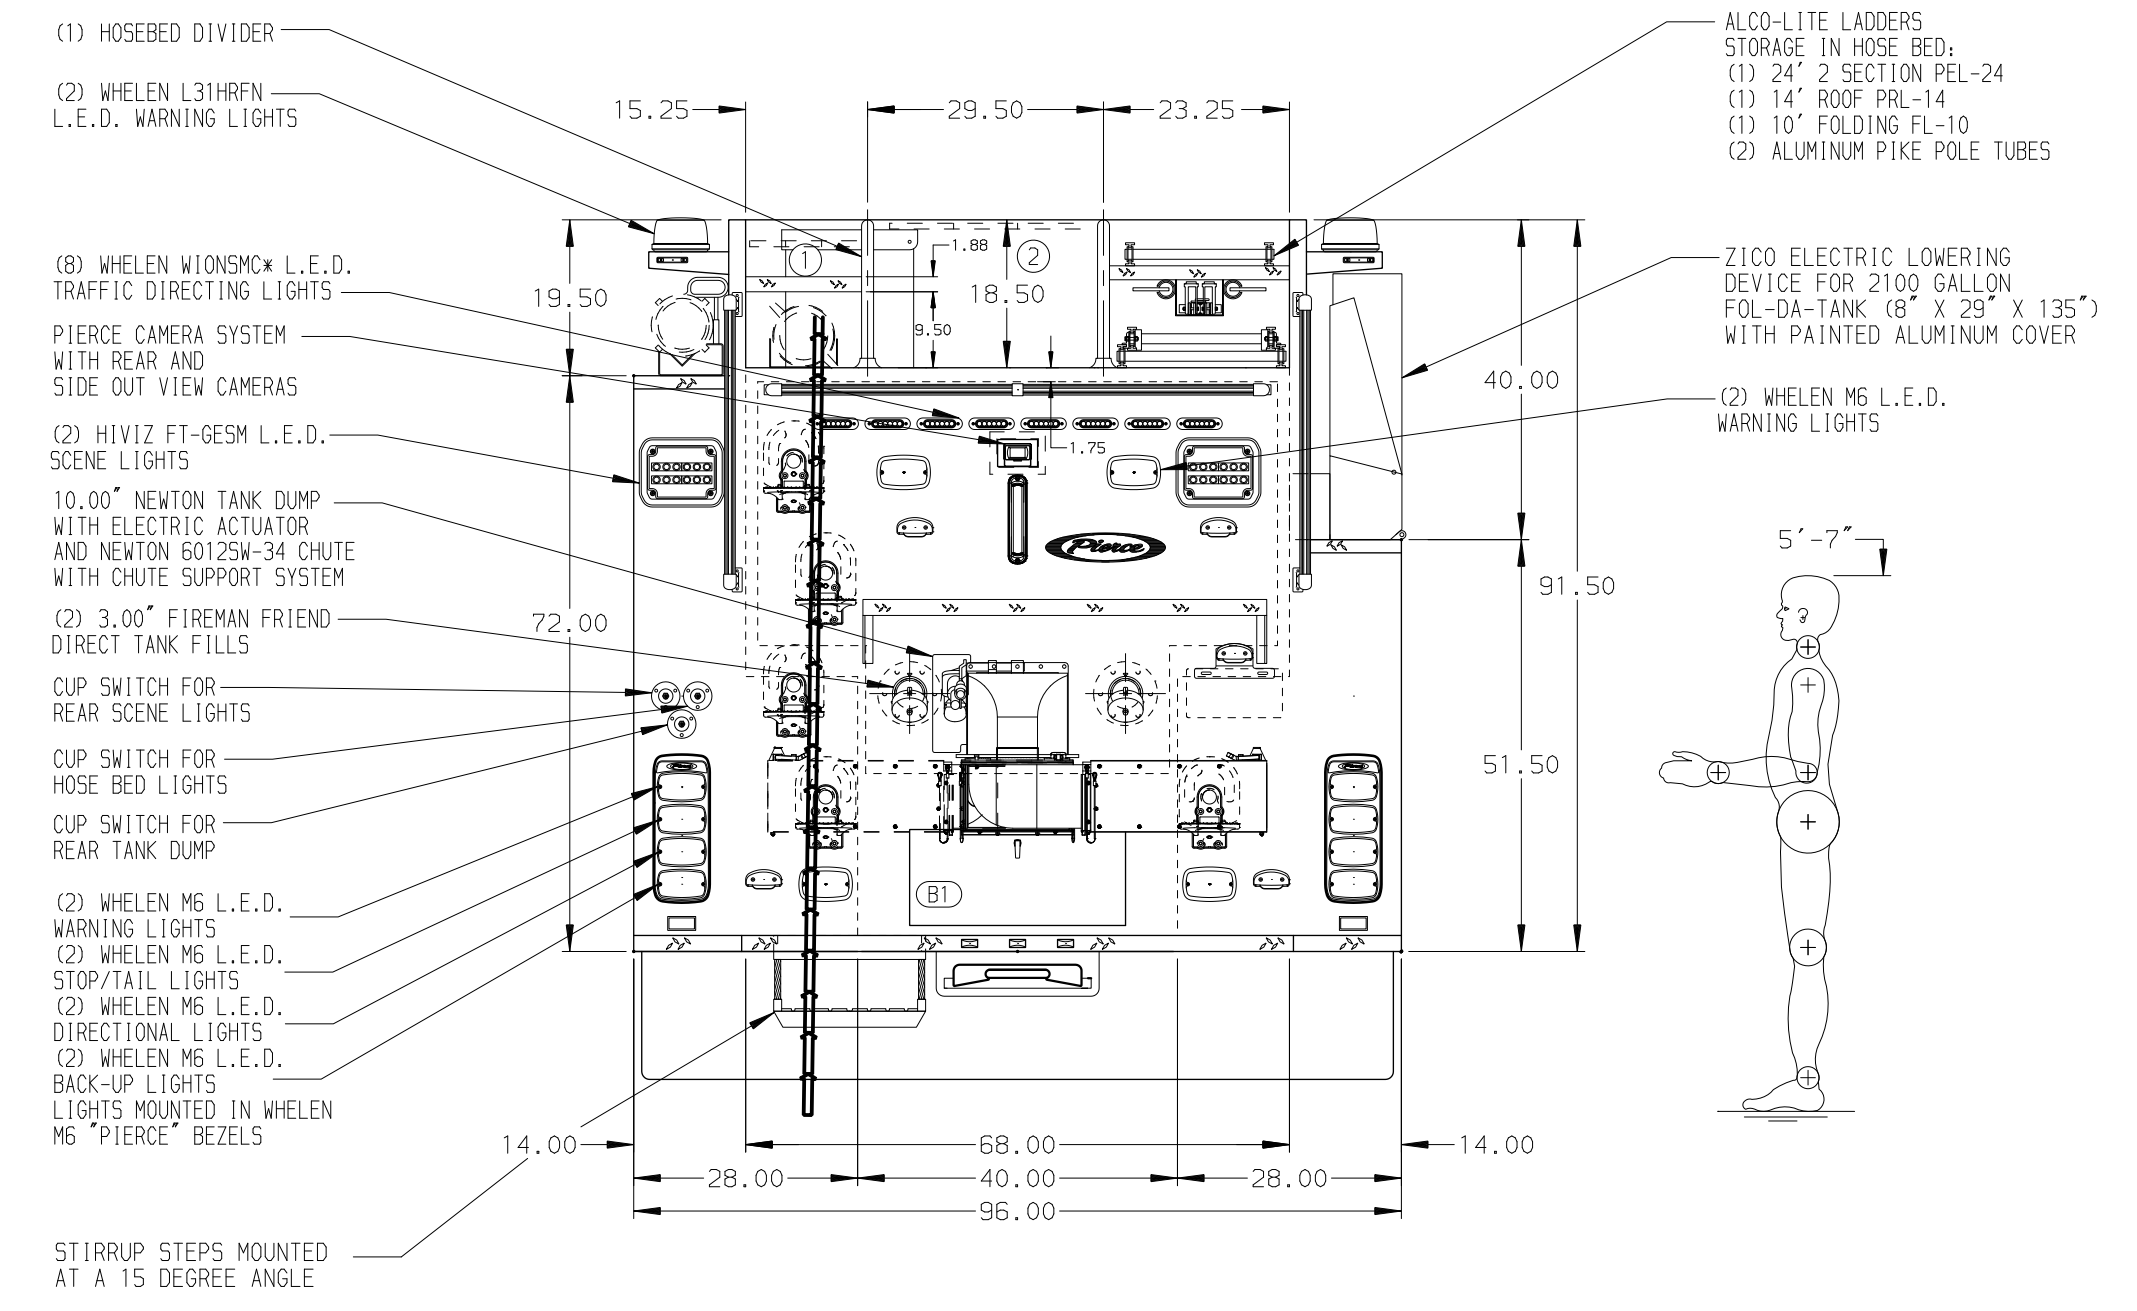 (1) HOSEBED DIVIDER
(2) WHELEN L31HRFN
L.E.D. WARNING LIGHTS
(8) WHELEN WIONSMC* L.E.D.
TRAFFIC DIRECTING LIGHTS
PIERCE CAMERA SYSTEM
WITH REAR AND
SIDE OUT VIEW CAMERAS
(2) HIVIZ FT-GESM L.E.D.
SCENE LIGHTS
10.00" NEWTON TANK DUMP
WITH ELECTRIC ACTUATOR
AND NEWTON 6012SW-34 CHUTE
WITH CHUTE SUPPORT SYSTEM
(2) 3.00" FIREMAN FRIEND
DIRECT TANK FILLS
CUP SWITCH FOR
REAR SCENE LIGHTS
CUP SWITCH FOR
HOSE BED LIGHTS
CUP SWITCH FOR
REAR TANK DUMP
(2) WHELEN M6 L.E.D.
WARNING LIGHTS
(2) WHELEN M6 L.E.D.
STOP/TAIL LIGHTS
(2) WHELEN M6 L.E.D.
DIRECTIONAL LIGHTS
(2) WHELEN M6 L.E.D.
BACK-UP LIGHTS
LIGHTS MOUNTED IN WHELEN
M6 "PIERCE" BEZELS
STIRRUP STEPS MOUNTED
AT A 15 DEGREE ANGLE
15.25
29.50
23.25
1
2
1.88
18.50
9.50
19.50
1.75
Pierce
72.00
Pierce
Pierce
B1
14.00
68.00
14.00
28.00
40.00
28.00
96.00
40.00
91.50
51.50
ALCO-LITE LADDERS
STORAGE IN HOSE BED:
(1) 24' 2 SECTION PEL-24
(1) 14' ROOF PRL-14
(1) 10' FOLDING FL-10
(2) ALUMINUM PIKE POLE TUBES
ZICO ELECTRIC LOWERING
DEVICE FOR 2100 GALLON
FOL-DA-TANK (8" X 29" X 135")
WITH PAINTED ALUMINUM COVER
(2) WHELEN M6 L.E.D.
WARNING LIGHTS
5'-7"